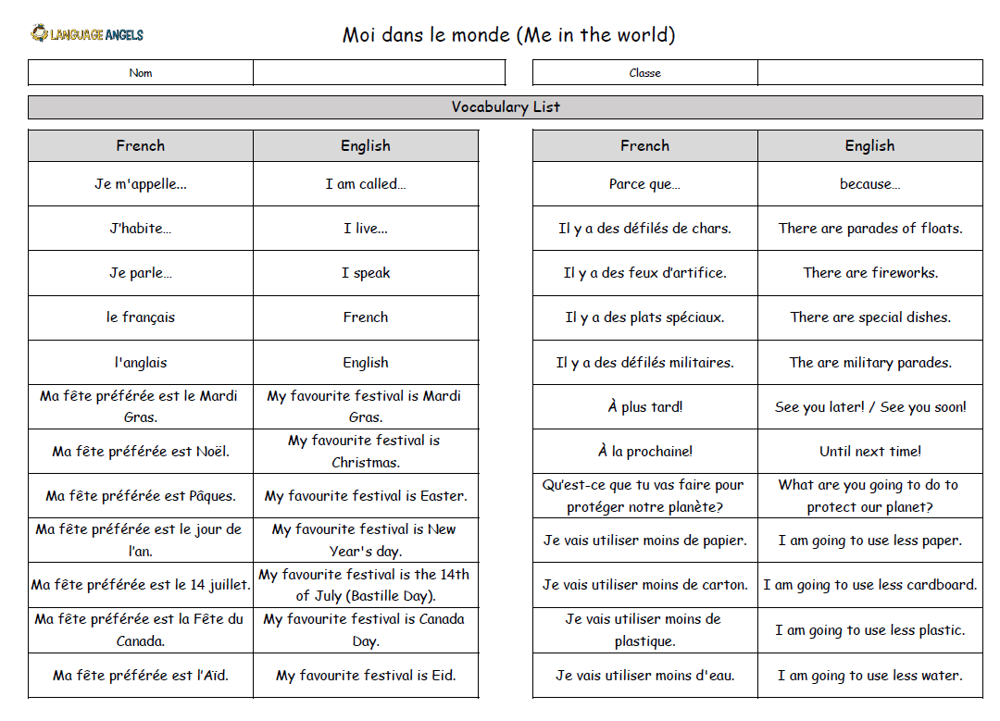 LANGUAGE ANGELS
Moi dans le monde (Me in the world)
Nom
Classe
Vocabulary List
French
English
Je m'appelle...
I am called…
J’habite…
I live...
Je parle…
I speak
le français
French
l'anglais
English
Ma fête préférée est le Mardi
Gras.
My favourite festival is Mardi
Gras.
Ma fête préférée est Noël.
My favourite festival is
Christmas.
Ma fête préférée est Pâques.
My favourite festival is Easter.
Ma fête préférée est le jour de
l’an.
My favourite festival is New
Year's day.
Ma fête préférée est le 14 juillet.
My favourite festival is the 14th
of July (Bastille Day).
Ma fête préférée est la Fête du
Canada.
My favourite festival is Canada
Day.
Ma fête préférée est l’Aïd.
My favourite festival is Eid.
French
English
Parce que…
because…
Il y a des défilés de chars.
There are parades of floats.
Il y a des feux d’artifice.
There are fireworks.
Il y a des plats spéciaux.
There are special dishes.
Il y a des défilés militaires.
The are military parades.
À plus tard!
See you later! / See you soon!
À la prochaine!
Until next time!
Qu’est-ce que tu vas faire pour
protéger notre planète?
What are you going to do to
protect our planet?
Je vais utiliser moins de papier.
I am going to use less paper.
Je vais utiliser moins de carton.
I am going to use less cardboard.
Je vais utiliser moins de
plastique.
I am going to use less plastic.
Je vais utiliser moins d'eau.
I am going to use less water.